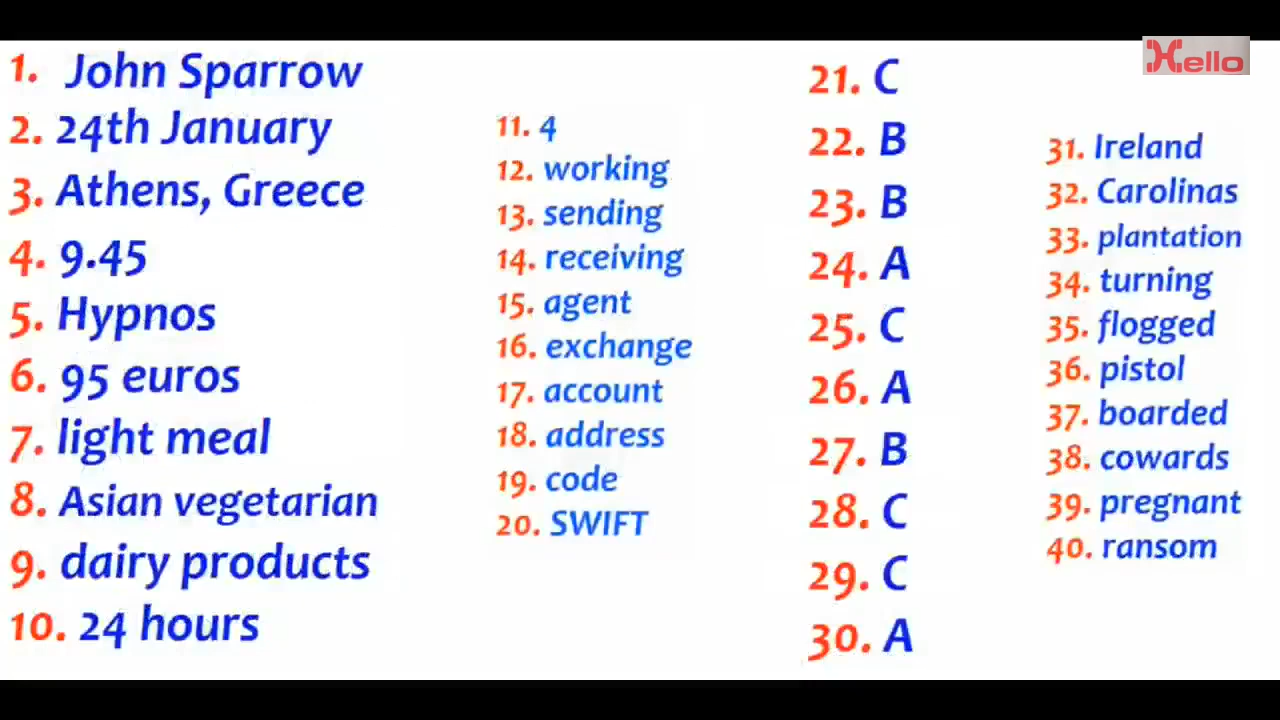 Hello
1. John Sparrow
2. 24th January
3. Athens, Greece
4. 9.45
5. Hypnos
6. 95 euros
7. light meal
8. Asian vegetarian
9. dairy products
10. 24 hours
11. 4
12. working
13. sending
14. receiving
15. agent
16. exchange
17. account
18. address
19. code
20. SWIFT
21. C
22. B
23. B
24. A
25. C
26. A
27. B
28. C
29. C
30. A
31. Ireland
32. Carolinas
33. plantation
34. turning
35. flogged
36. pistol
37. boarded
38. cowards
39. pregnant
40. ransom